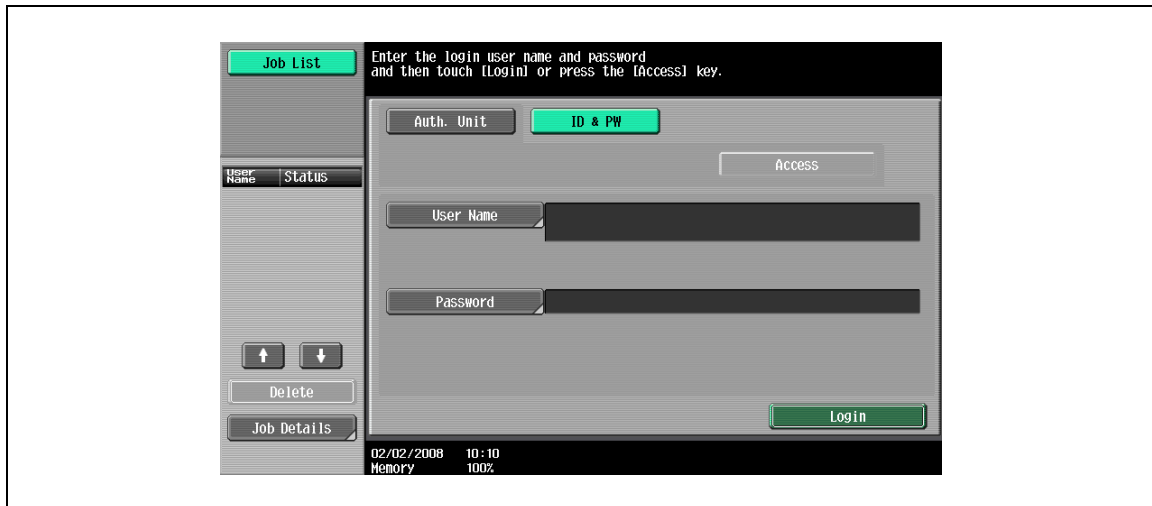 Job List
Enter the login user name and password
and then touch [Login] or press the [Access] key.
Auth. Unit
ID & PW
Access
User
Name
Status
User Name
Password
Delete
Job Details
Login
02/02/2008 10:10
Memory 100%